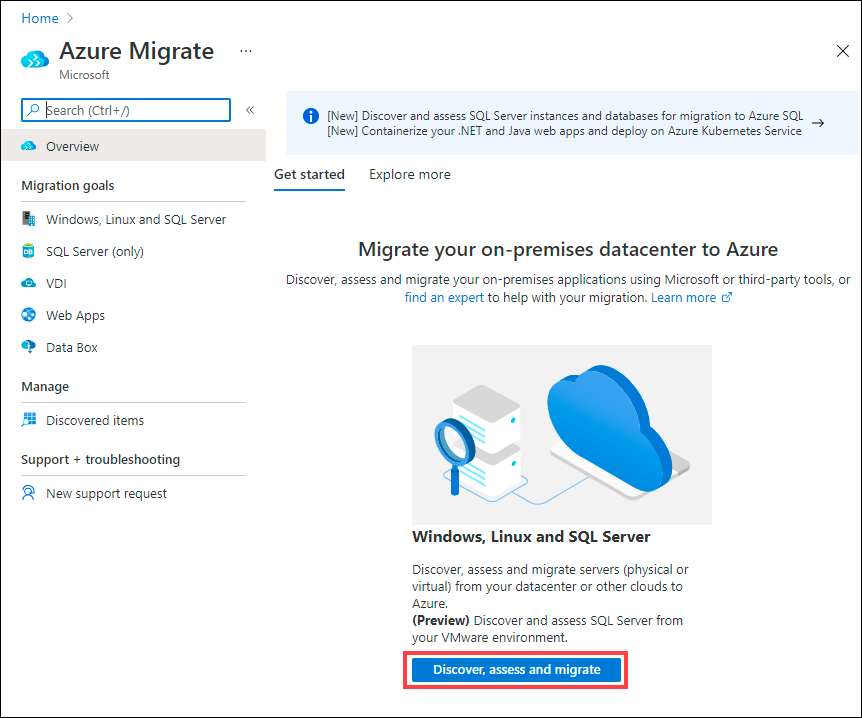 Home
Azure Migrate
Microsoft
Search (Ctrl+/)
Overview
Migration goals
Windows, Linux and SQL Server
SQL Server (only)
VDI
Web Apps
Data Box
Manage
Discovered items
Support + troubleshooting
New support request
[New] Discover and assess SQL Server instances and databases for migration to Azure SQL
[New] Containerize your .NET and Java web apps and deploy on Azure Kubernetes Service
Get started Explore more
Migrate your on-premises datacenter to Azure
Discover, assess and migrate your on-premises applications using Microsoft or third-party tools, or
find an expert to help with your migration. Learn more
Windows, Linux and SQL Server
Discover, assess and migrate servers (physical or
virtual) from your datacenter or other clouds to
Azure.
(Preview) Discover and assess SQL Server from
your VMware environment.
Discover, assess and migrate